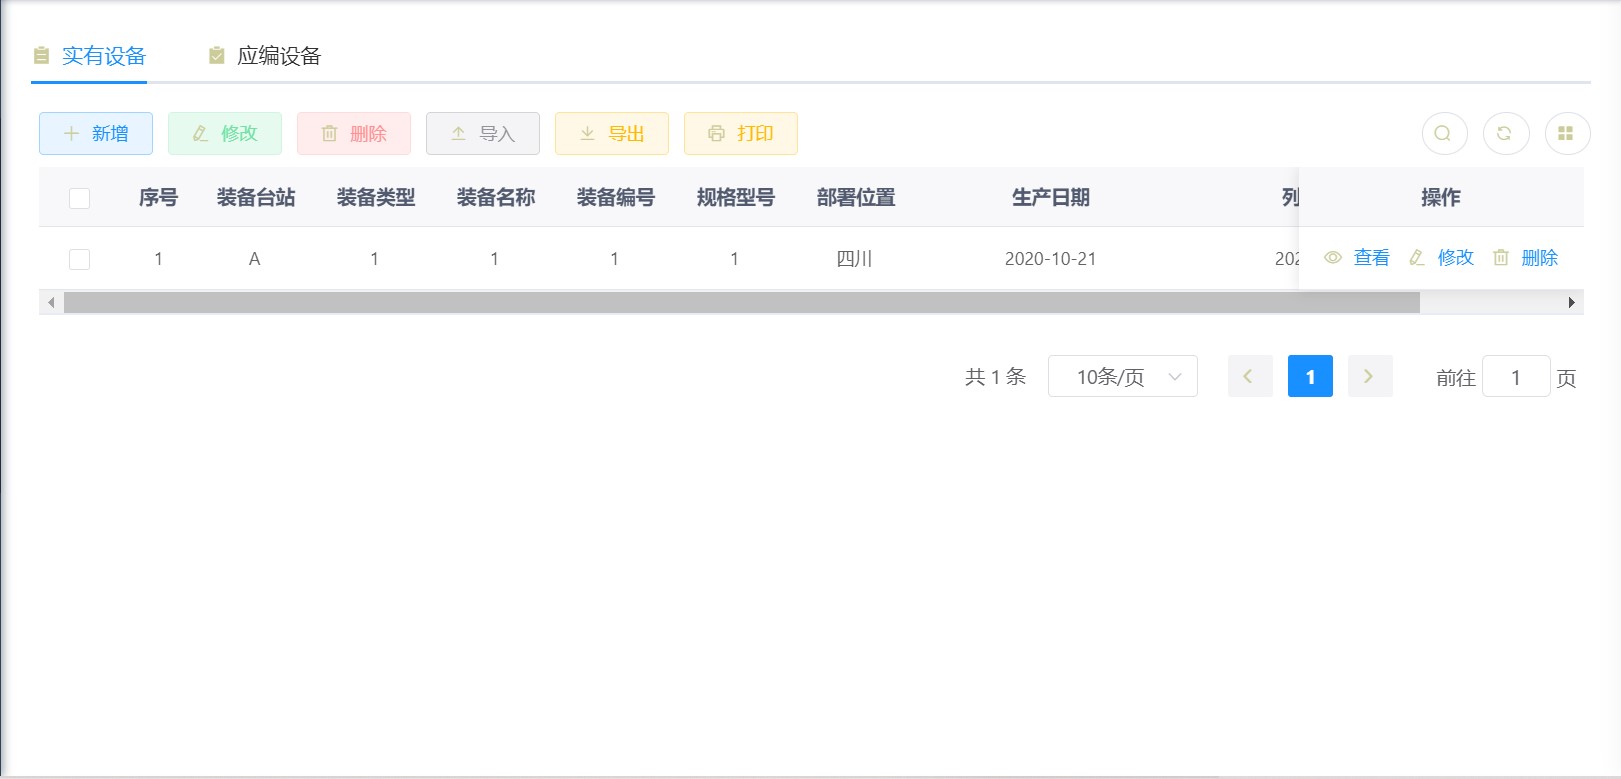 实有设备 应编设备
新增 修改 删除 导入 导出 打印
序号 装备台站 装备类型 装备名称 装备编号 规格型号 部署位置 生产日期 列 操作
1 A 1 1 1 1 四川 2020-10-21 202 查看 修改 删除
共 1 条 10条/页 1 前往 1 页